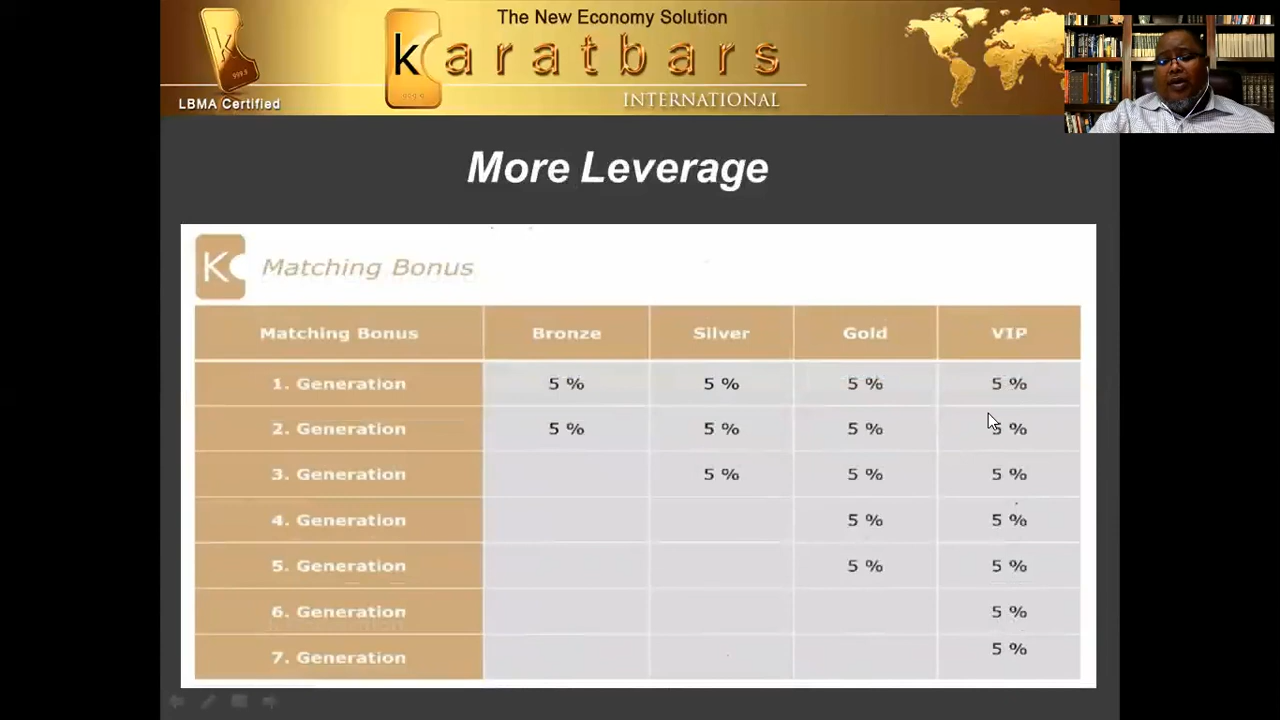 The New Economy Solution
karatbars
INTERNATIONAL
LBMA Certified
More Leverage
K Matching Bonus
Matching Bonus Bronze Silver Gold VIP
1. Generation 5 % 5 % 5 % 5 %
2. Generation 5 % 5 % 5 % 5 %
3. Generation 5 % 5 % 5 %
4. Generation 5 % 5 %
5. Generation 5 % 5 %
6. Generation 5 %
7. Generation 5 %